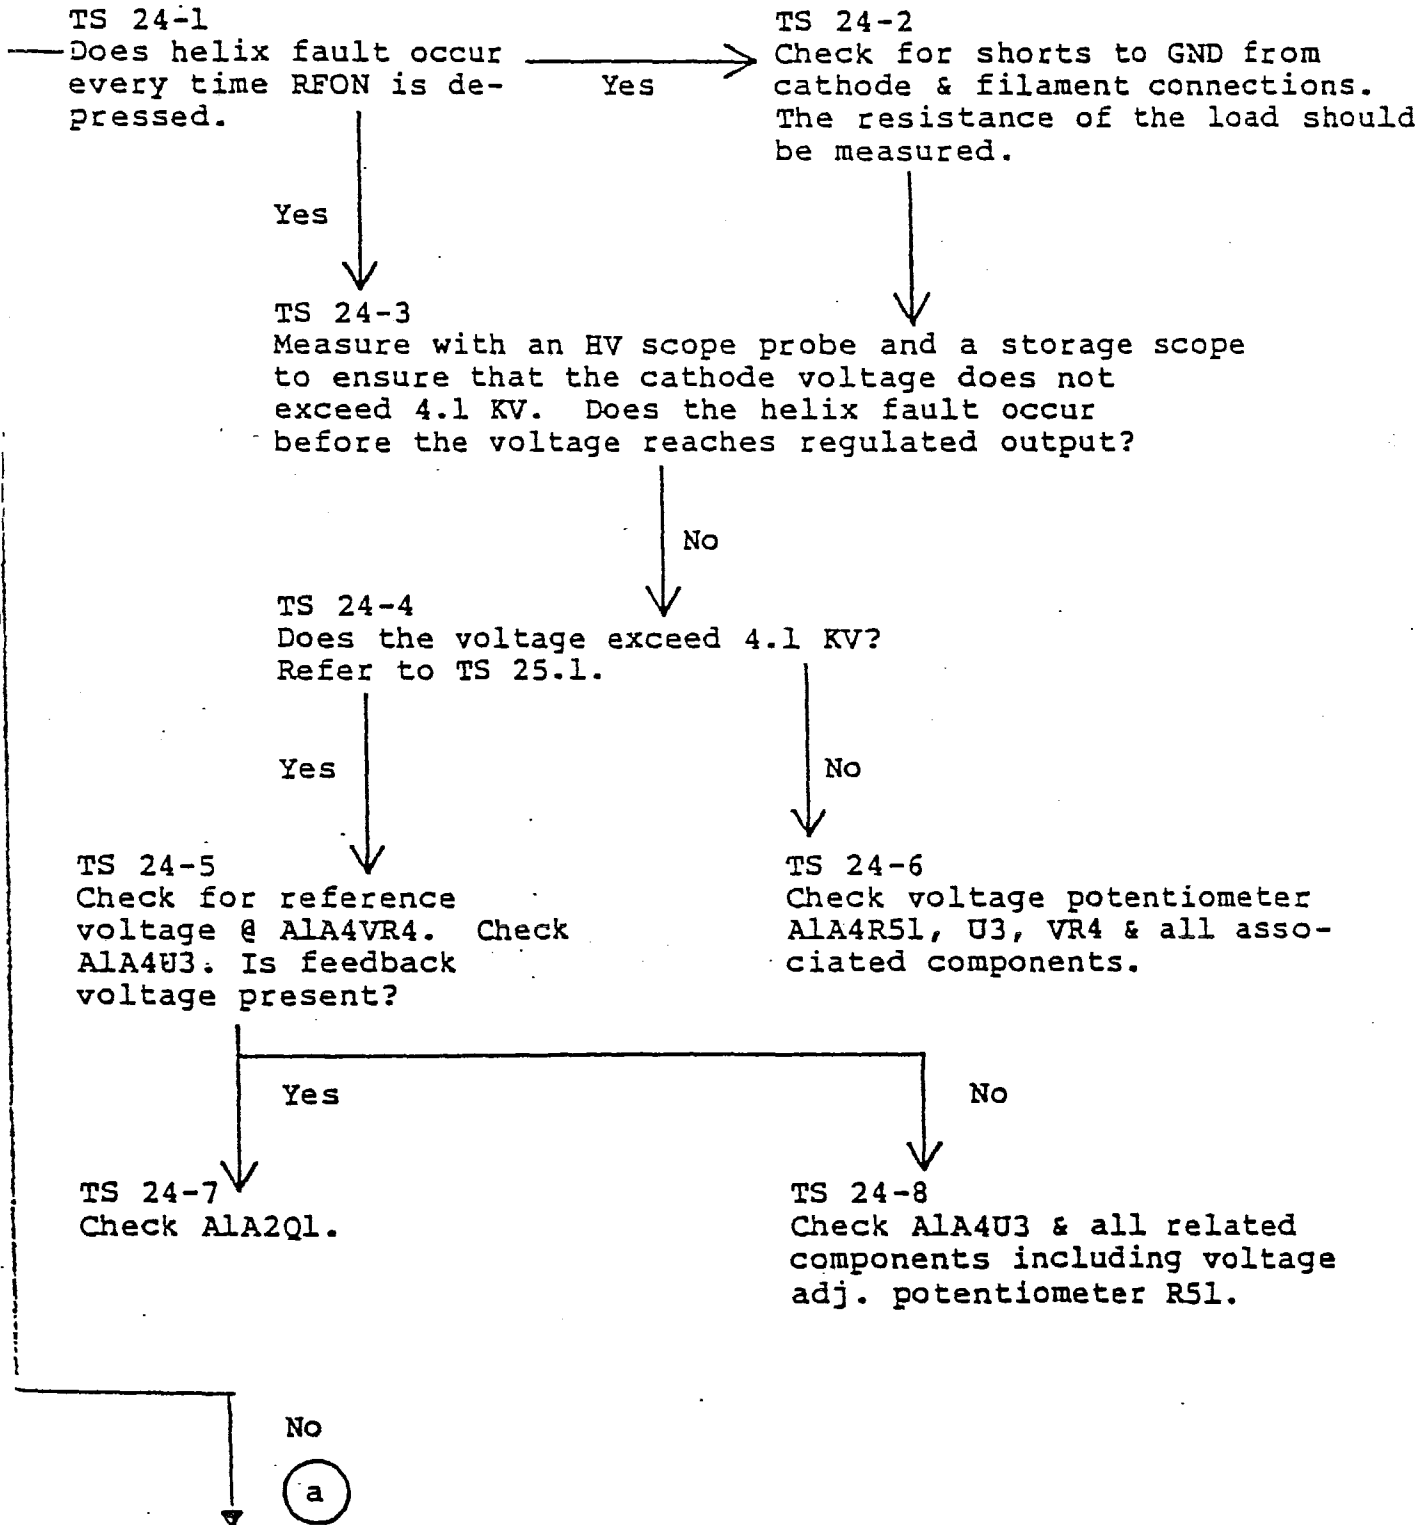 TS 24-1
Does helix fault occur
every time RFON is de-
pressed.
Yes
TS 24-2
Check for shorts to GND from
cathode & filament connections.
The resistance of the load should
be measured.
Yes
TS 24-3
Measure with an HV scope probe and a storage scope
to ensure that the cathode voltage does not
exceed 4.1 KV. Does the helix fault occur
before the voltage reaches regulated output?
No
TS 24-4
Does the voltage exceed 4.1 KV?
Refer to TS 25.1.
Yes
No
TS 24-5
Check for reference
voltage @ A1A4VR4. Check
A1A4U3. Is feedback
voltage present?
TS 24-6
Check voltage potentiometer
A1A4R51, U3, VR4 & all asso-
ciated components.
Yes
No
TS 24-7
Check A1A2Q1.
TS 24-8
Check A1A4U3 & all related
components including voltage
adj. potentiometer R51.
No
a